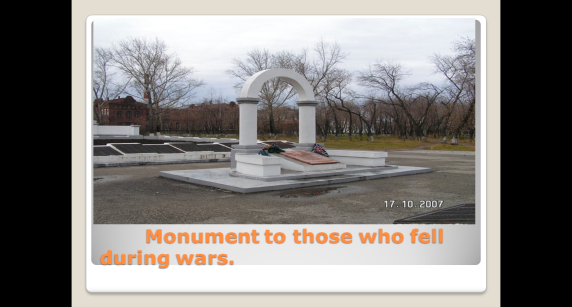 17.10.2007
Monument to those who fell
during wars.